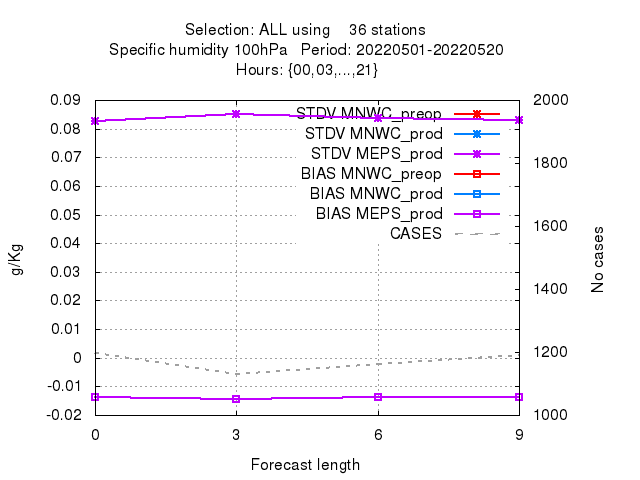 Selection: ALL using 36 stations
Specific humidity 100hPa Period: 20220501-20220520
Hours: {00,03,...,21}
0.09
0.08
0.07
0.06
0.05
0.04
0.03
0.02
0.01
0
-0.01
-0.02
g/Kg
STDV MNWC_preop
STDV MNWC_prod
STDV MEPS_prod
BIAS MNWC_preop
BIAS MNWC_prod
BIAS MEPS_prod
CASES
2000
1800
1600
1400
1200
1000
No cases
0 3 6 9
Forecast length